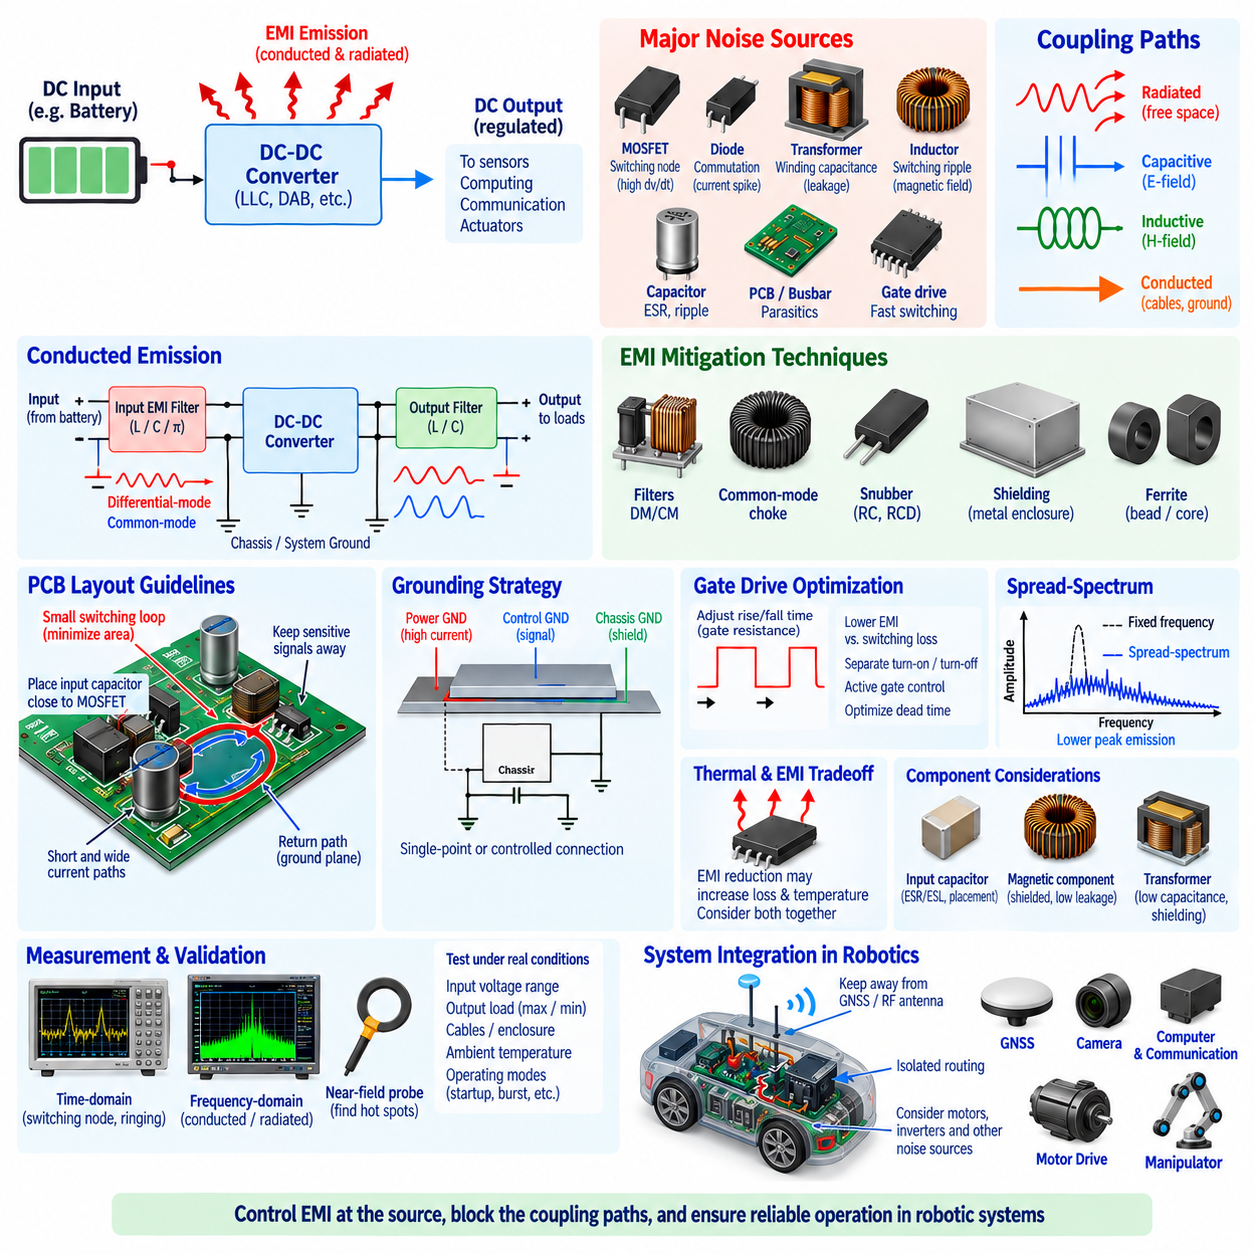 EMI Emission
(conducted & radiated)
DC Input
(e.g. Battery)
DC-DC
Converter
(LLC, DAB, etc.)
DC Output
(regulated)
To sensors
Computing
Communication
Actuators
Major Noise Sources
MOSFET
Switching node
(high dv/dt)
Diode
Commutation
(current spike)
Transformer
Winding capacitance
(leakage)
Inductor
Switching ripple
(magnetic field)
Capacitor
ESR, ripple
PCB / Busbar
Parasitics
Gate drive
Fast switching
Coupling Paths
Radiated
(free space)
Capacitive
(E-field)
Inductive
(H-field)
Conducted
(cables, ground)
Conducted Emission
Input
(from battery)
+
-
Input EMI Filter
(L / C / π)
DC-DC
Converter
Output Filter
(L / C)
+
+
Output
to loads
Differential-mode
Common-mode
Chassis / System Ground
EMI Mitigation Techniques
Filters
DM/CM
Common-mode
choke
Snubber
(RC, RCD)
Shielding
(metal enclosure)
Ferrite
(bead / core)
PCB Layout Guidelines
Small switching loop
(minimize area)
Keep sensitive
signals away
Place input capacitor
close to MOSFET
Short and wide
current paths
Return path
(ground plane)
Grounding Strategy
Power GND
(high current)
Control GND
(signal)
Chassis GND
(shield)
Chassir
Single-point or controlled connection
Gate Drive Optimization
Adjust rise/fall time
(gate resistance)
Lower EMI
vs. switching loss
Separate turn-on / turn-off
Active gate control
Optimize dead time
Spread-Spectrum
Amplitude
Fixed frequency
Spread-spectrum
Frequency
Lower peak emission
Thermal & EMI Tradeoff
EMI reduction may
increase loss & temperature
Consider both together
Component Considerations
Input capacitor
(ESR/ESL, placement)
Magnetic component
(shielded, low leakage)
Transformer
(low capacitance,
shielding)
Measurement & Validation
Time-domain
(switching node, ringing)
Frequency-domain
(conducted / radiated)
Near-field probe
(find hot spots)
Test under real conditions
Input voltage range
Output load (max / min)
Cables / enclosure
Ambient temperature
Operating modes
(startup, burst, etc.)
System Integration in Robotics
Keep away from
GNSS / RF antenna
Isolated routing
Consider motors,
inverters and other
noise sources
GNSS
Camera
Computer
& Communication
Motor Drive
Manipulator
Control EMI at the source, block the coupling paths, and ensure reliable operation in robotic systems